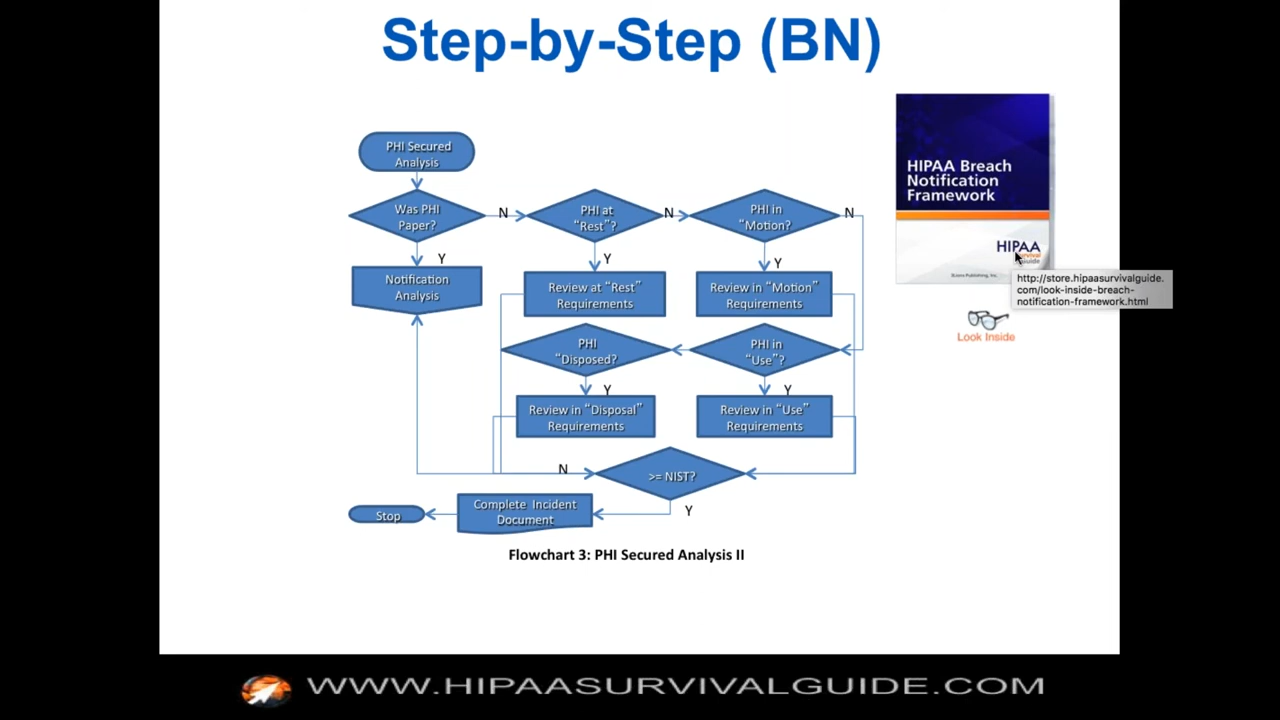 Step-by-Step (BN)
PHI Secured
Analysis
Was PHI
Paper?
N
PHI at
“Rest”?
N
PHI in
“Motion?
N
Y
Y
Y
Notification
Analysis
Review at “Rest”
Requirements
Review in “Motion”
Requirements
PHI
“Disposed?
PHI in
“Use”?
Y
Y
Review in “Disposal”
Requirements
Review in “Use”
Requirements
N
>= NIST?
Y
Complete Incident
Document
Stop
Flowchart 3: PHI Secured Analysis II
HIPAA Breach
Notification
Framework
HIPAA
Guide
http://store.hipaasurvivalguide.
com/look-inside-breach-
notification-framework.html
Look Inside
WWW.HIPAASURVIVALGUIDE.COM